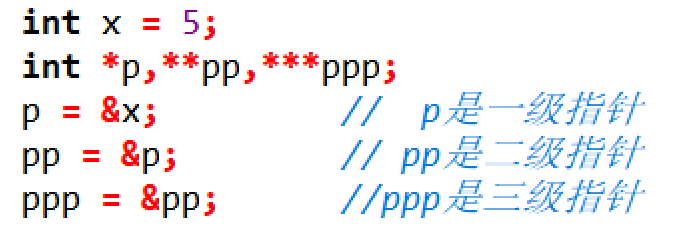 int x = 5;
int *p,**pp,***ppp;
p = &x;          //  p是一级指针
pp = &p;         // pp是二级指针
ppp = &pp;       //ppp是三级指针